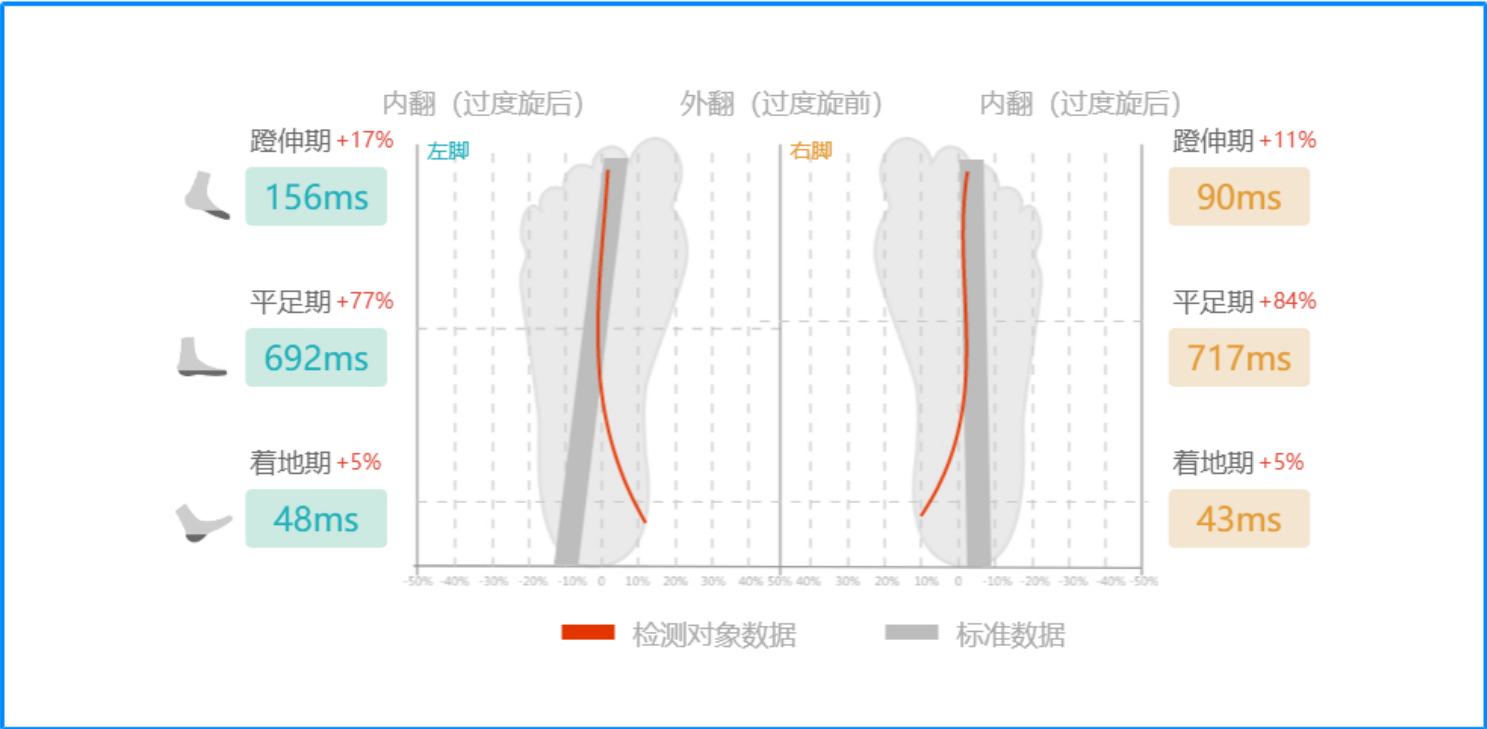 内翻（过度旋后） 外翻（过度旋前） 内翻（过度旋后）
蹬伸期 +17%
156ms
平足期 +77%
692ms
着地期 +5%
48ms
左脚
右脚
蹬伸期 +11%
90ms
平足期 +84%
717ms
着地期 +5%
43ms
-50% -40% -30% -20% -10% 0 10% 20% 30% 40% 50% 40% 30% 20% 10% 0 -10% -20% -30% -40% -50%
检测对象数据 标准数据